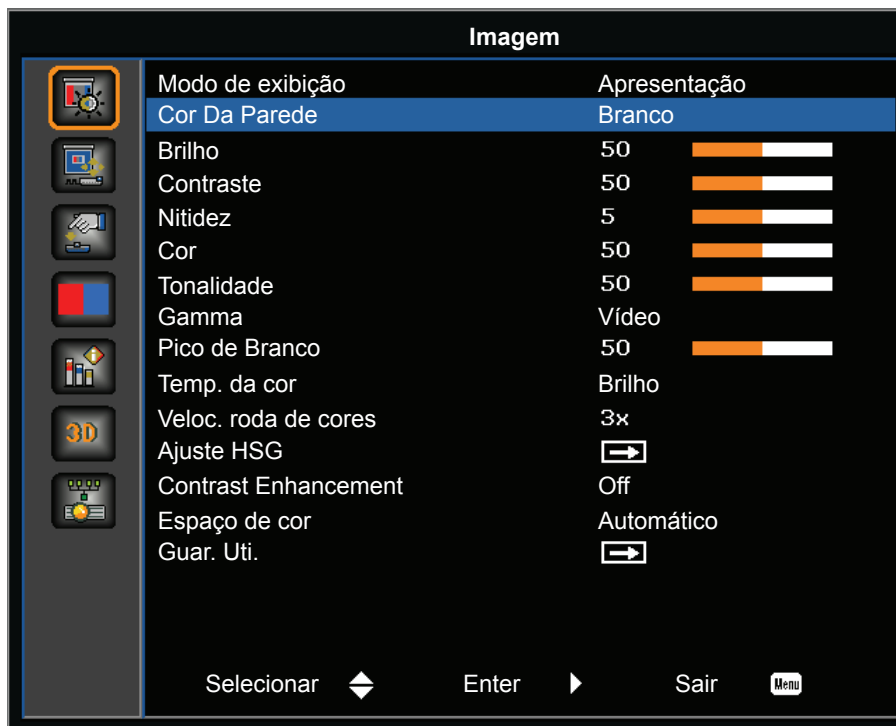 Imagem
Modo de exibição Apresentação
Cor Da Parede Branco
Brilho 50
Contraste 50
Nitidez 5
Cor 50
Tonalidade 50
Gamma Vídeo
Pico de Branco 50
Temp. da cor Brilho
Veloc. roda de cores 3x
Ajuste HSG
Contrast Enhancement Off
Espaço de cor Automático
Guar. Uti.
3D
Selecionar Enter Sair Menu